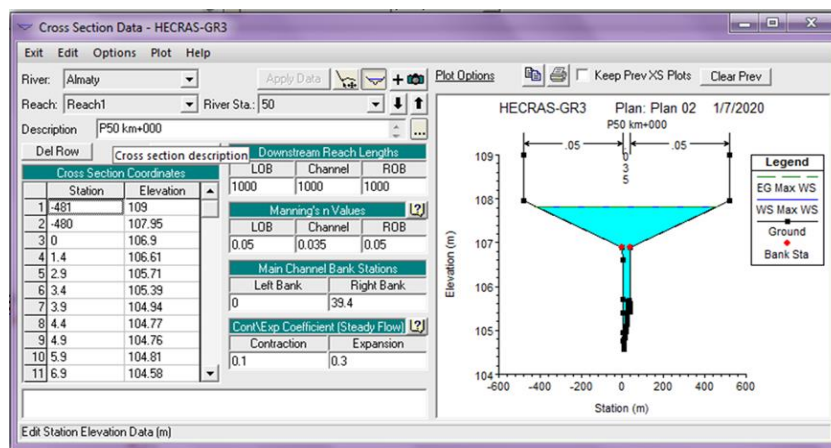 Cross Section Data - HECRAS-GR3
Exit Edit Options Plot Help
River: Almaty Apply Data
Reach: Reach1 River Sta.: 50
Description P50 km+000 ...
Del Row
Cross section description
Cross Section Coordinates
Station Elevation
1 -481 109
2 -480 107.95
3 0 106.9
4 1.4 106.61
5 2.9 105.71
6 3.4 105.39
7 3.9 104.94
8 4.4 104.77
9 4.9 104.76
10 5.9 104.81
11 6.9 104.58
Downstream Reach Lengths
LOB Channel ROB
1000 1000 1000
Manning's n Values
LOB Channel ROB
0.05 0.035 0.05
Main Channel Bank Stations
Left Bank Right Bank
0 39.4
Cont\Exp Coefficient (Steady Flow)
Contraction Expansion
0.1 0.3
Edit Station Elevation Data (m)
Plot Options Keep Prev XS Plots Clear Prev
HECRAS-GR3 Plan: Plan 02 1/7/2020
P50 km+000
.05 .05
0
3
5
109
108
107
106
105
104
Elevation (m)
-600 -400 -200 0 200 400 600
Station (m)
Legend
EG Max WS
WS Max WS
Ground
Bank Sta